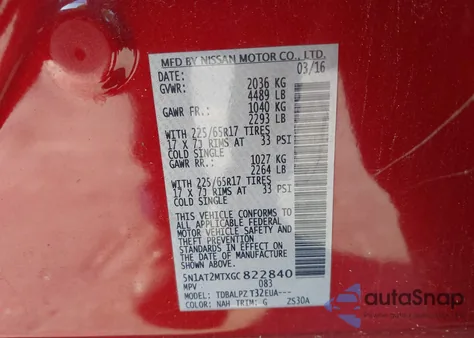 MFD BY NISSAN MOTOR CO., LTD.
DATE: 03/16
GVWR: 2036 KG
4489 LB
GAWR FR.: 1040 KG
2293 LB
WITH 225/65R17 TIRES
17 X 7J RIMS AT 33 PSI
COLD SINGLE
GAWR RR.: 1027 KG
2264 LB
WITH 225/65R17 TIRES
17 X 7J RIMS AT 33 PSI
COLD SINGLE
THIS VEHICLE CONFORMS TO
ALL APPLICABLE FEDERAL
MOTOR VEHICLE SAFETY AND
THEFT PREVENTION
STANDARDS IN EFFECT ON
THE DATE OF MANUFACTURE
SHOWN ABOVE.
5N1AT2MTXGC822840
MPV 083
MODEL: TDBALPZ T32EUA---
COLOR: NAH TRIM: G ZS30A
autoSnap